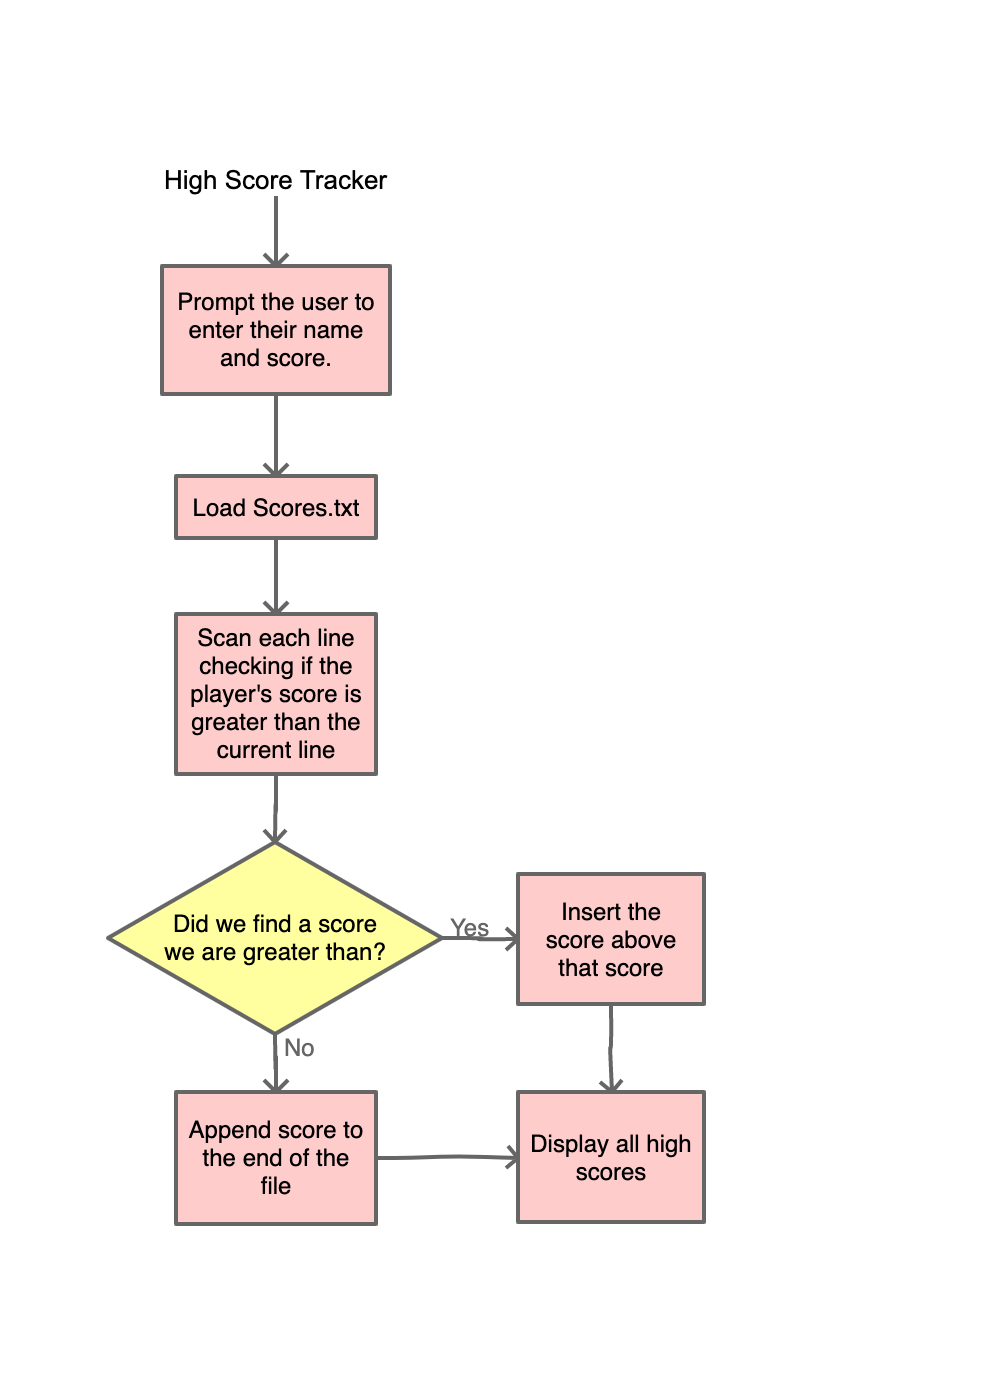 High Score Tracker
Prompt the user to
enter their name
and score.
Load Scores.txt
Scan each line
checking if the
player's score is
greater than the
current line
Did we find a score
we are greater than?
Yes
Insert the
score above
that score
No
Append score to
the end of the
file
Display all high
scores